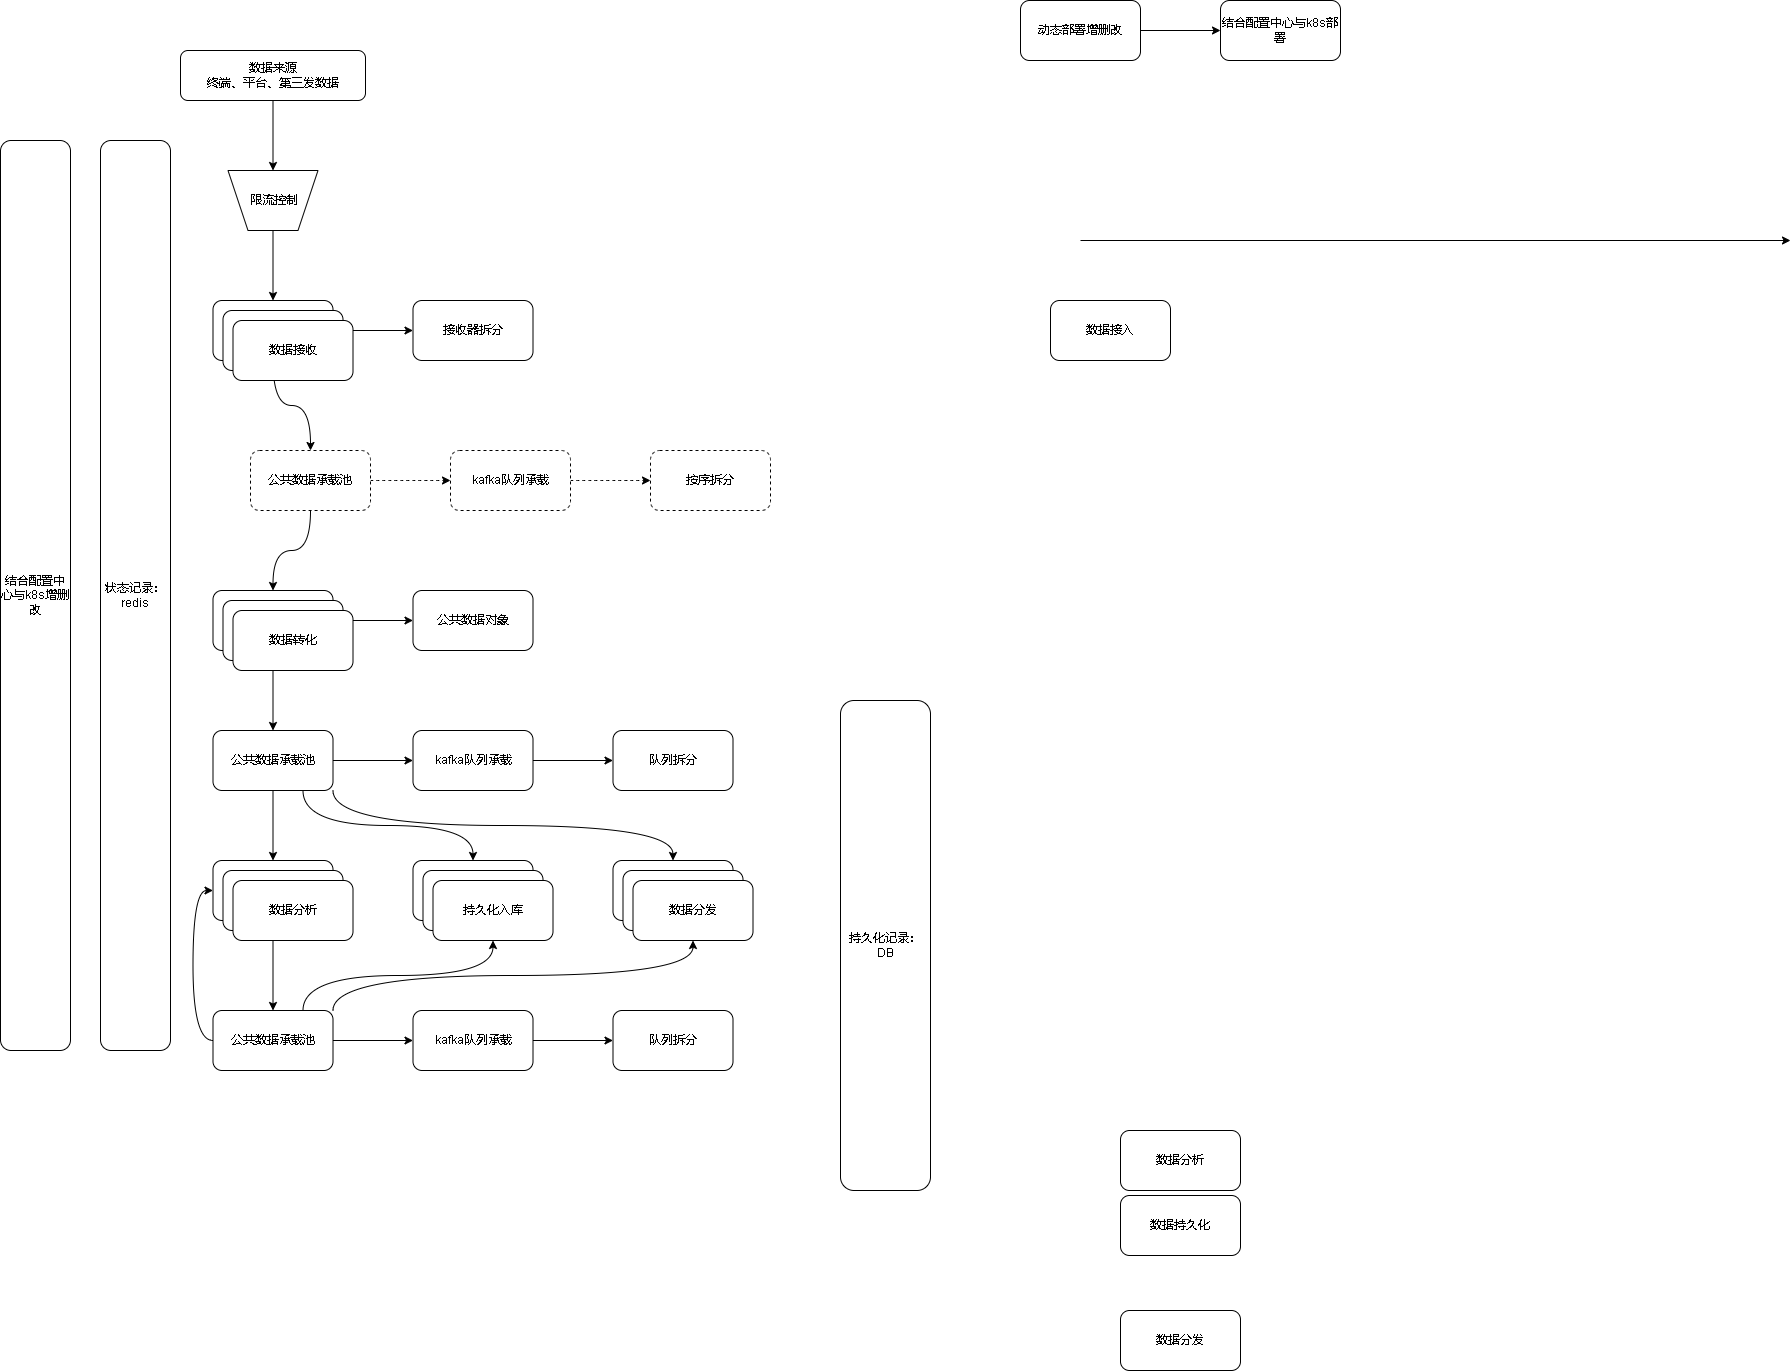 动态部署增删改
结合配置中心与k8s部
署
数据来源
终端、平台、第三发数据
限流控制
数据接收
接收器拆分
数据接入
公共数据承载池
kafka队列承载
按序拆分
结合配置中
心与k8s增删
改
状态记录：
redis
数据转化
公共数据对象
公共数据承载池
kafka队列承载
队列拆分
数据分析
持久化入库
数据分发
持久化记录：
DB
公共数据承载池
kafka队列承载
队列拆分
数据分析
数据持久化
数据分发